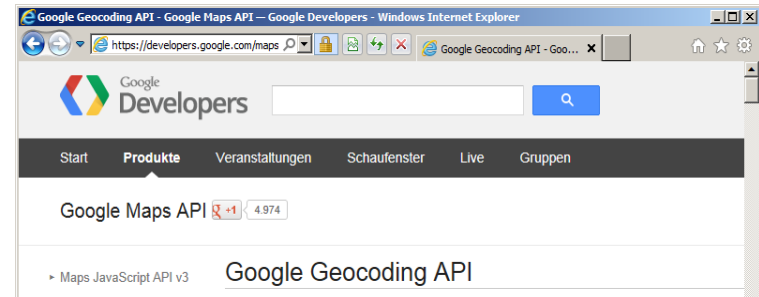 Google Geocoding API - Google Maps API — Google Developers - Windows Internet Explorer
https://developers.google.com/maps
Google Geocoding API - Goo...
Google
Developers
Start Produkte Veranstaltungen Schaufenster Live Gruppen
Google Maps API +1 4.974
Maps JavaScript API v3
Google Geocoding API